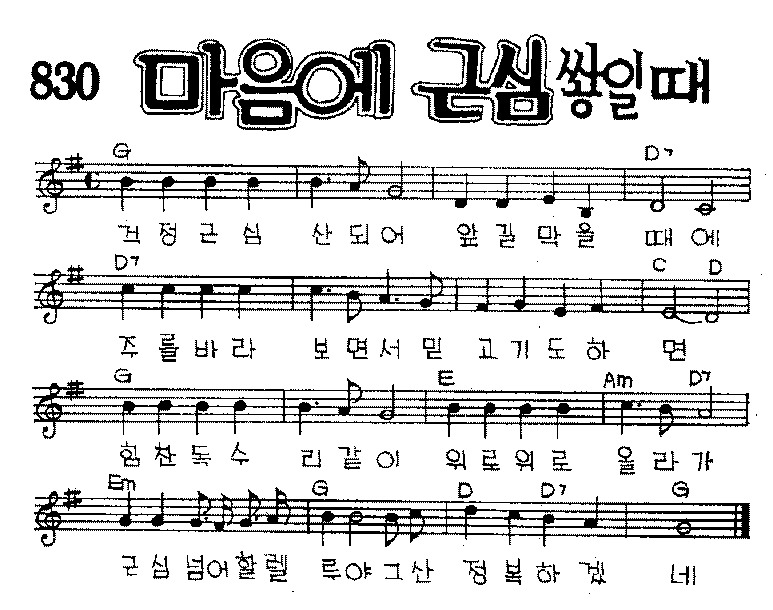 830 마음에 근심 쌓일때
G D7
걱정근심 산되어 앞길막을 때에
D7 C D
주를바라 보면서믿 고기도하 면
G E Am D7
힘찬독수 리같이 위로위로 올라가
Em G D D7 G
근심넘어할렐 루야그산 정복하겠 네